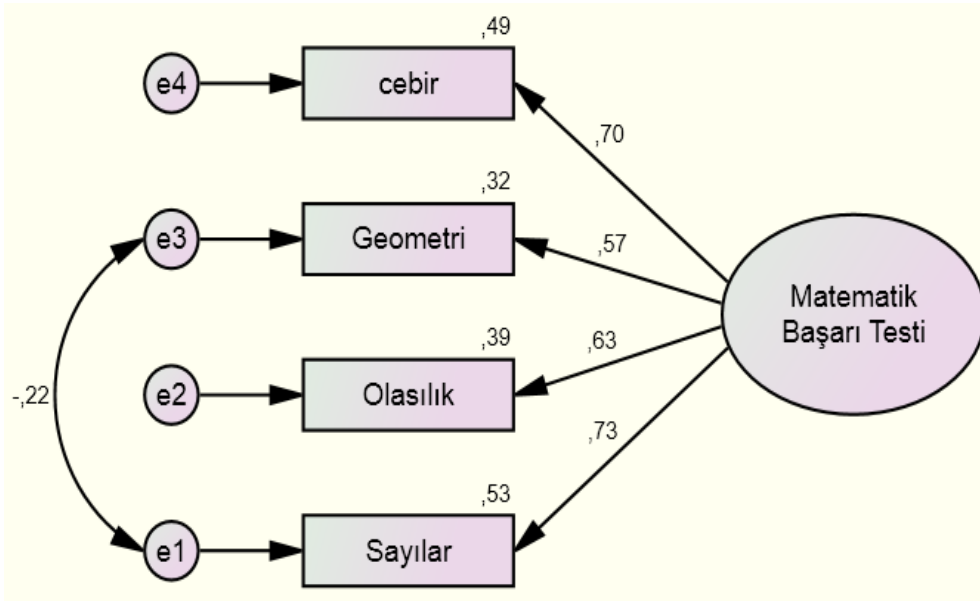 ,49
e4
cebir
,70
,32
e3
Geometri
,57
Matematik
Başarı Testi
,39
,63
-,22
e2
Olasılık
,73
,53
e1
Sayılar